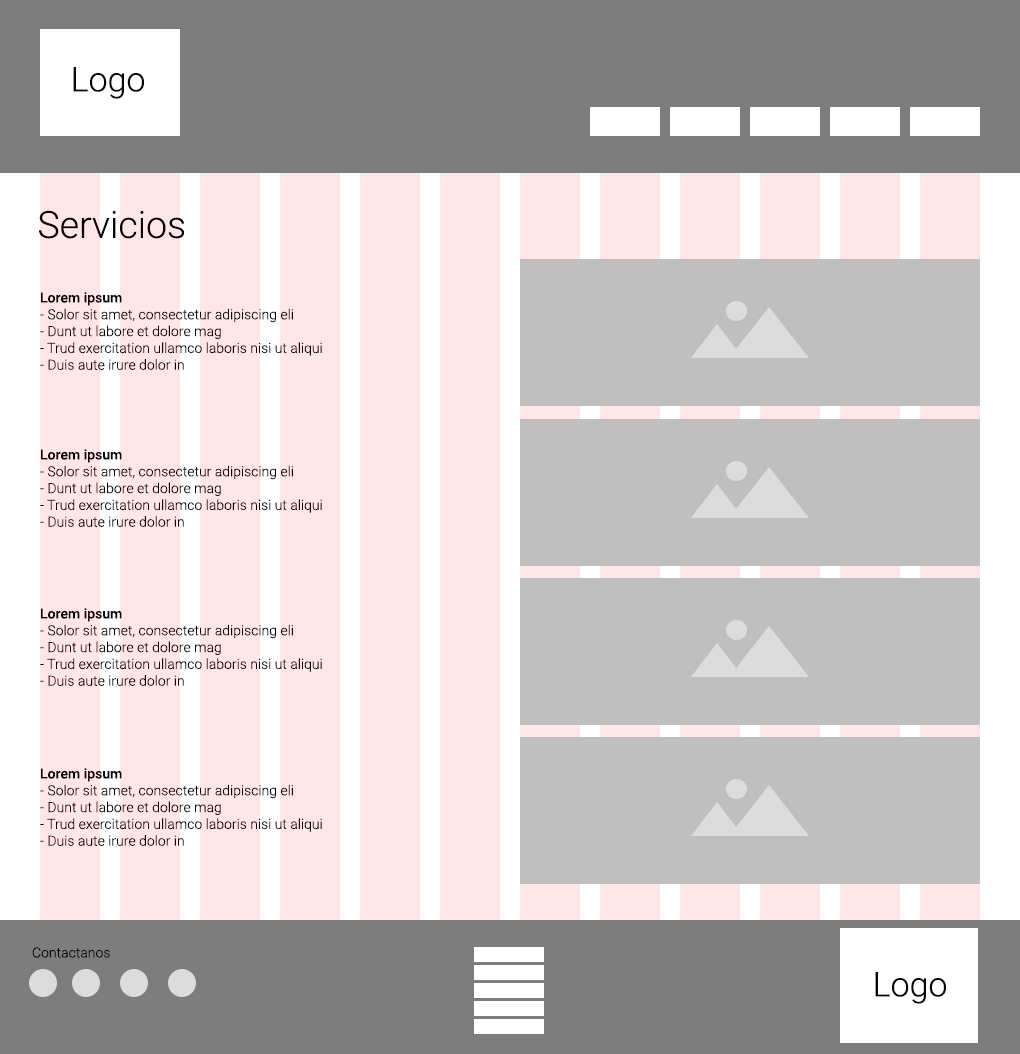 Logo
Servicios
Lorem ipsum
- Solor sit amet, consectetur adipiscing eli
- Dunt ut labore et dolore mag
- Trud exercitation ullamco laboris nisi ut aliqui
- Duis aute irure dolor in
Lorem ipsum
- Solor sit amet, consectetur adipiscing eli
- Dunt ut labore et dolore mag
- Trud exercitation ullamco laboris nisi ut aliqui
- Duis aute irure dolor in
Lorem ipsum
- Solor sit amet, consectetur adipiscing eli
- Dunt ut labore et dolore mag
- Trud exercitation ullamco laboris nisi ut aliqui
- Duis aute irure dolor in
Lorem ipsum
- Solor sit amet, consectetur adipiscing eli
- Dunt ut labore et dolore mag
- Trud exercitation ullamco laboris nisi ut aliqui
- Duis aute irure dolor in
Contactanos
Logo